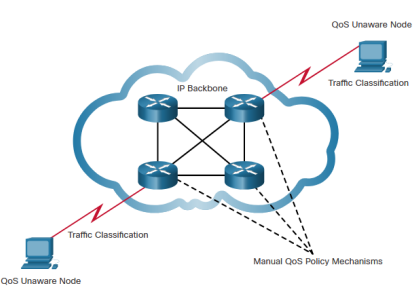 QoS Unaware Node
Traffic Classification
IP Backbone
Traffic Classification
Manual QoS Policy Mechanisms
QoS Unaware Node